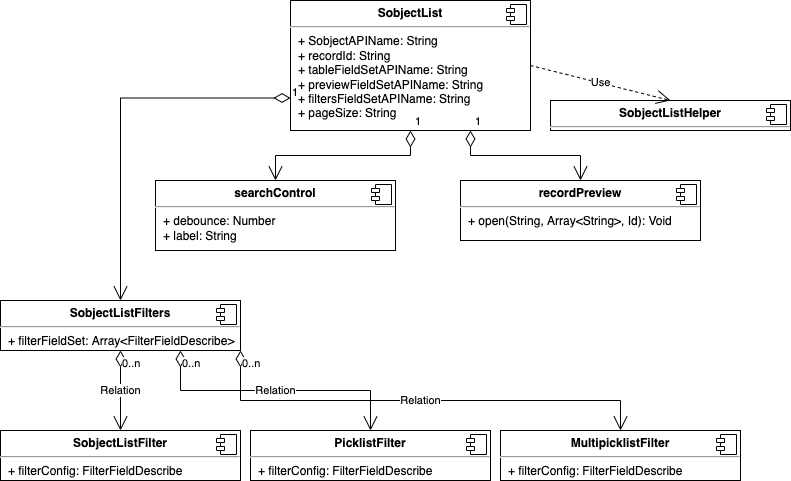 SobjectList
+ SobjectAPIName: String
+ recordId: String
+ tableFieldSetAPIName: String
+ previewFieldSetAPIName: String
+ filtersFieldSetAPIName: String
+ pageSize: String
1
1
1
Use
SobjectListHelper
searchControl
+ debounce: Number
+ label: String
recordPreview
+ open(String, Array<String>, Id): Void
SobjectListFilters
+ filterFieldSet: Array<FilterFieldDescribe>
0..n
0..n
0..n
Relation
Relation
Relation
SobjectListFilter
+ filterConfig: FilterFieldDescribe
PicklistFilter
+ filterConfig: FilterFieldDescribe
MultipicklistFilter
+ filterConfig: FilterFieldDescribe